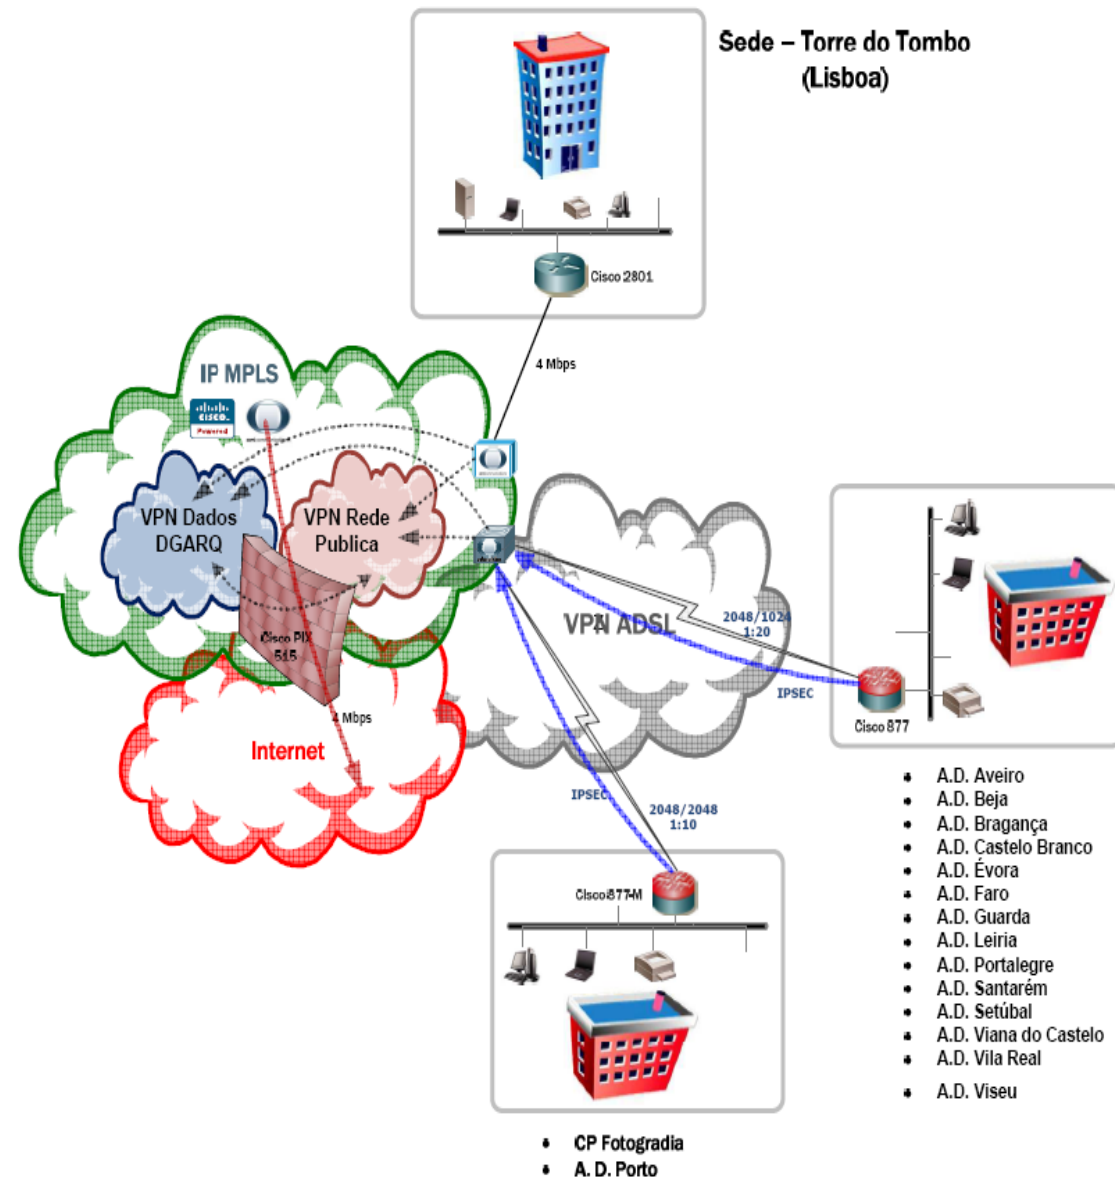 Sede – Torre do Tombo
(Lisboa)
Cisco 2801
4 Mbps
IP MPLS
CISCO.
Powered
VPN Dados
DGARQ
VPN Rede
Publica
Cisco PIX
515
VPN ADSL
2048/1024
1:20
IPSEC
Cisco 877
4 Mbps
Internet
IPSEC
2048/2048
1:10
Cisco877-M
A.D. Aveiro
A.D. Beja
A.D. Bragança
A.D. Castelo Branco
A.D. Évora
A.D. Faro
A.D. Guarda
A.D. Leiria
A.D. Portalegre
A.D. Santarém
A.D. Setúbal
A.D. Viana do Castelo
A.D. Vila Real
A.D. Viseu
CP Fotogradia
A. D. Porto